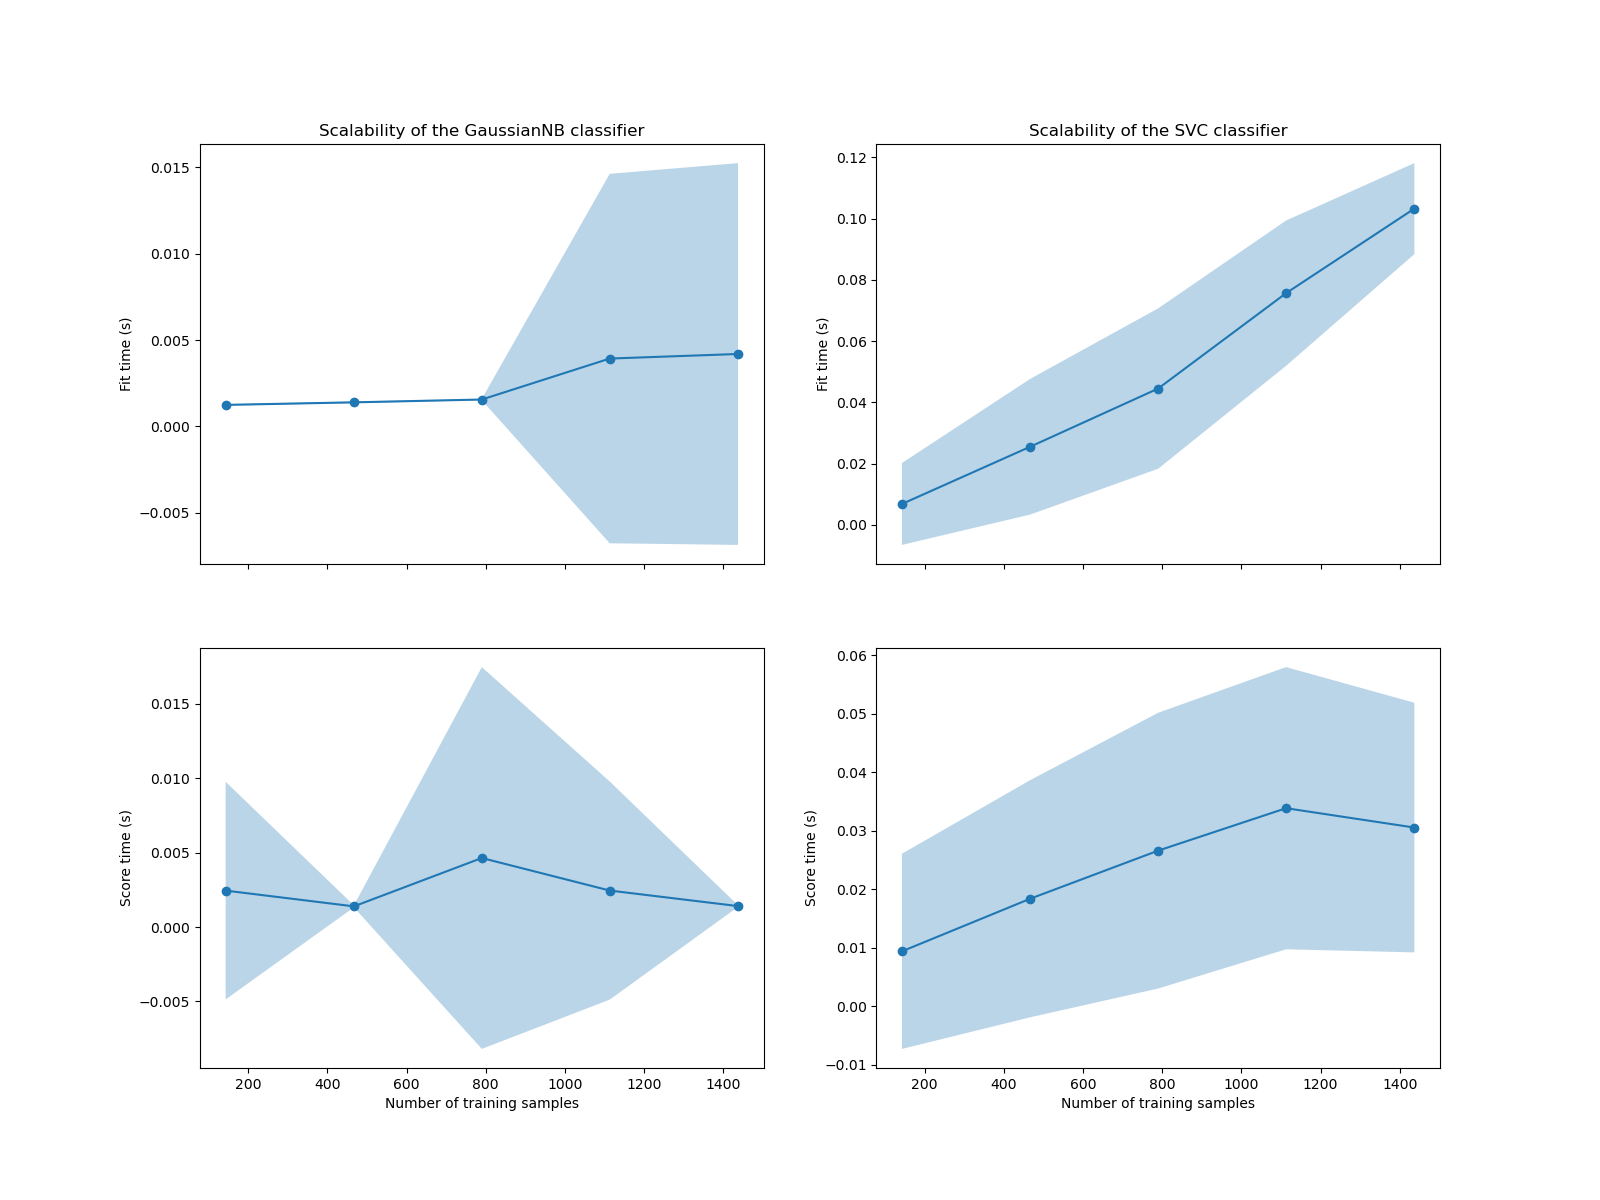 Scalability of the GaussianNB classifier
0.015
0.010
0.005
0.000
−0.005
Fit time (s)
Scalability of the SVC classifier
0.12
0.10
0.08
0.06
0.04
0.02
0.00
Fit time (s)
0.015
0.010
0.005
0.000
−0.005
Score time (s)
200 400 600 800 1000 1200 1400
Number of training samples
0.06
0.05
0.04
0.03
0.02
0.01
0.00
−0.01
Score time (s)
200 400 600 800 1000 1200 1400
Number of training samples